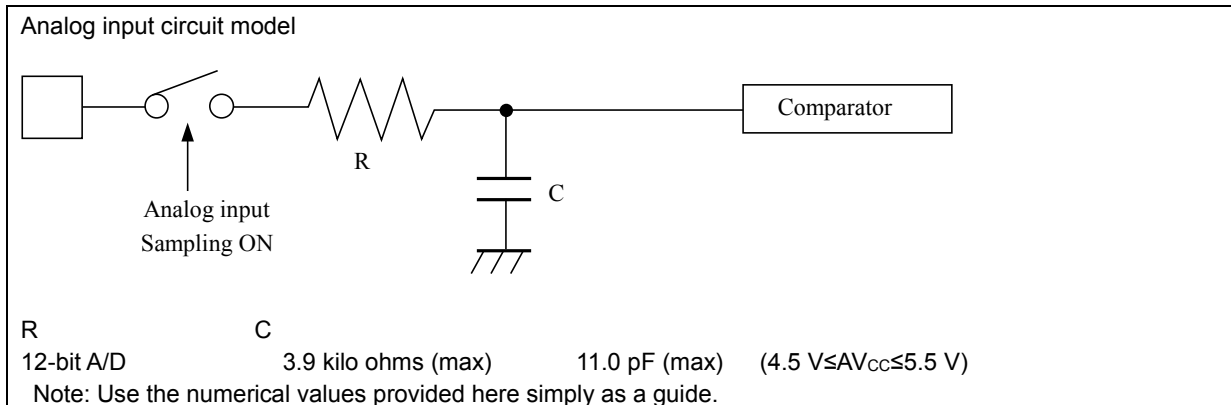 Analog input circuit model
Comparator
R
C
Analog input
Sampling ON
R C
12-bit A/D 3.9 kilo ohms (max) 11.0 pF (max) (4.5 V≤AVCC≤5.5 V)
Note: Use the numerical values provided here simply as a guide.